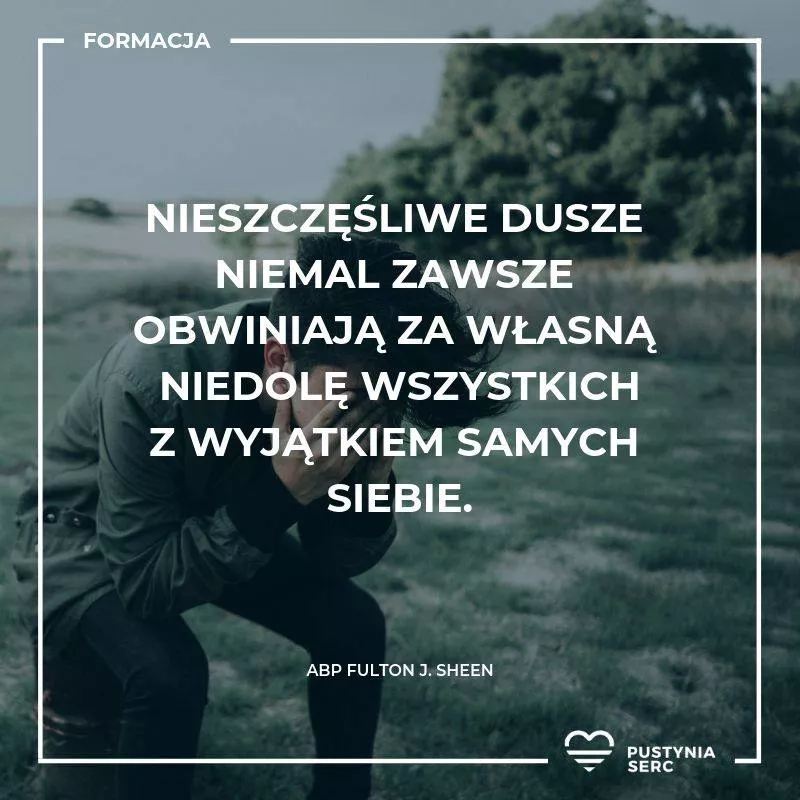 FORMACJA
NIESZCZĘŚLIWE DUSZE
NIEMAL ZAWSZE
OBWINIAJĄ ZA WŁASNĄ
NIEDOLĘ WSZYSTKICH
Z WYJĄTKIEM SAMYCH
SIEBIE.
ABP FULTON J. SHEEN
PUSTYNIA
SERC